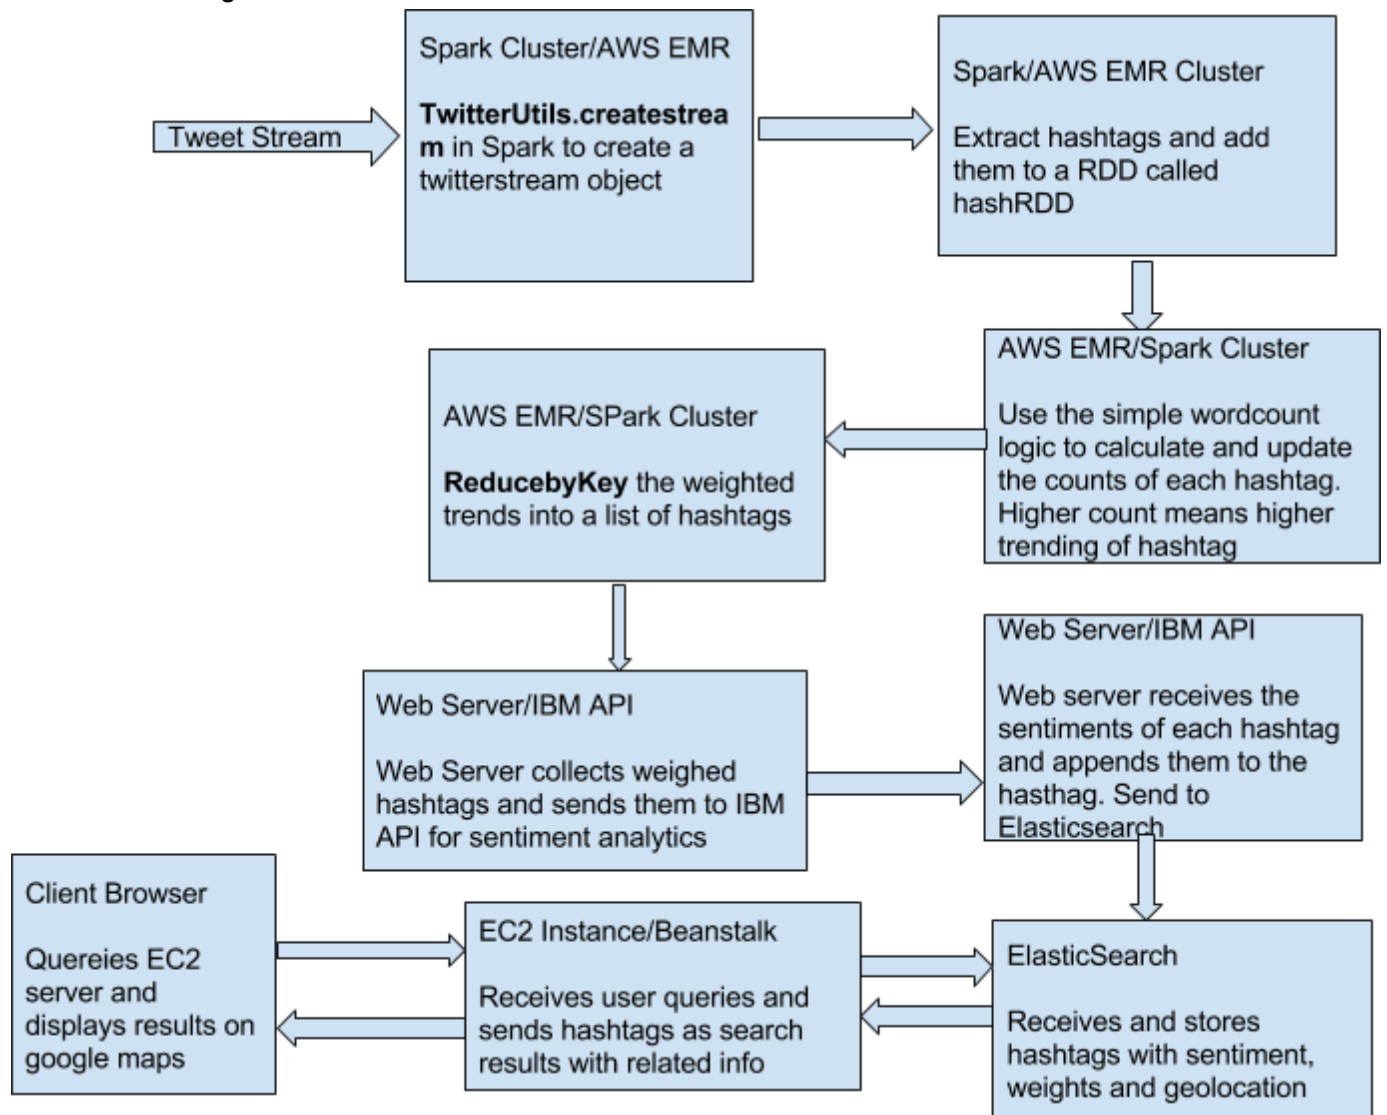 Tweet Stream
Spark Cluster/AWS EMR
TwitterUtils.createstrea
m in Spark to create a
twitterstream object
Spark/AWS EMR Cluster
Extract hashtags and add
them to a RDD called
hashRDD
AWS EMR/Spark Cluster
Use the simple wordcount
logic to calculate and update
the counts of each hashtag.
Higher count means higher
trending of hashtag
AWS EMR/SPark Cluster
ReducebyKey the weighted
trends into a list of hashtags
Web Server/IBM API
Web Server collects weighed
hashtags and sends them to IBM
API for sentiment analytics
Web Server/IBM API
Web server receives the
sentiments of each hashtag
and appends them to the
hasthag. Send to
Elasticsearch
ElasticSearch
Receives and stores
hashtags with sentiment,
weights and geolocation
EC2 Instance/Beanstalk
Receives user queries and
sends hashtags as search
results with related info
Client Browser
Quereies EC2
server and
displays results on
google maps